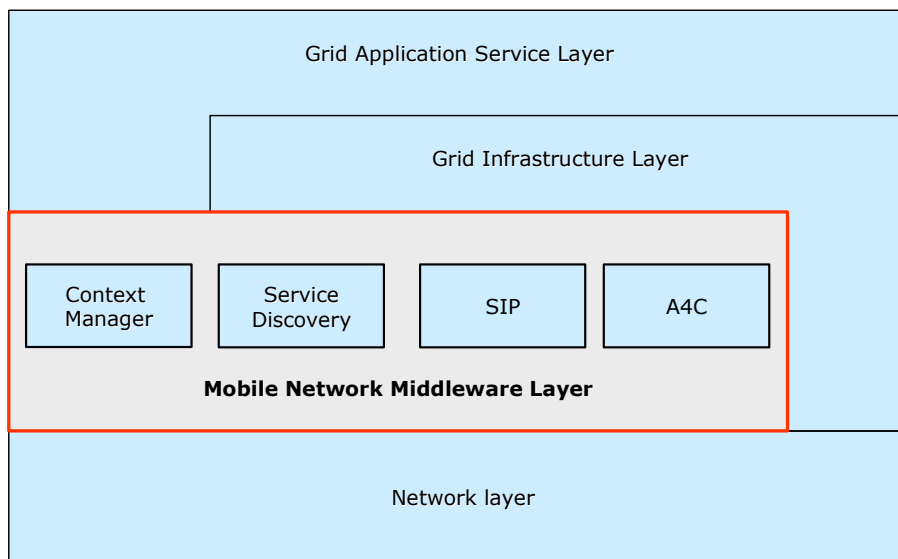 Grid Application Service Layer
Grid Infrastructure Layer
Context
Manager
Service
Discovery
SIP
A4C
Mobile Network Middleware Layer
Network layer